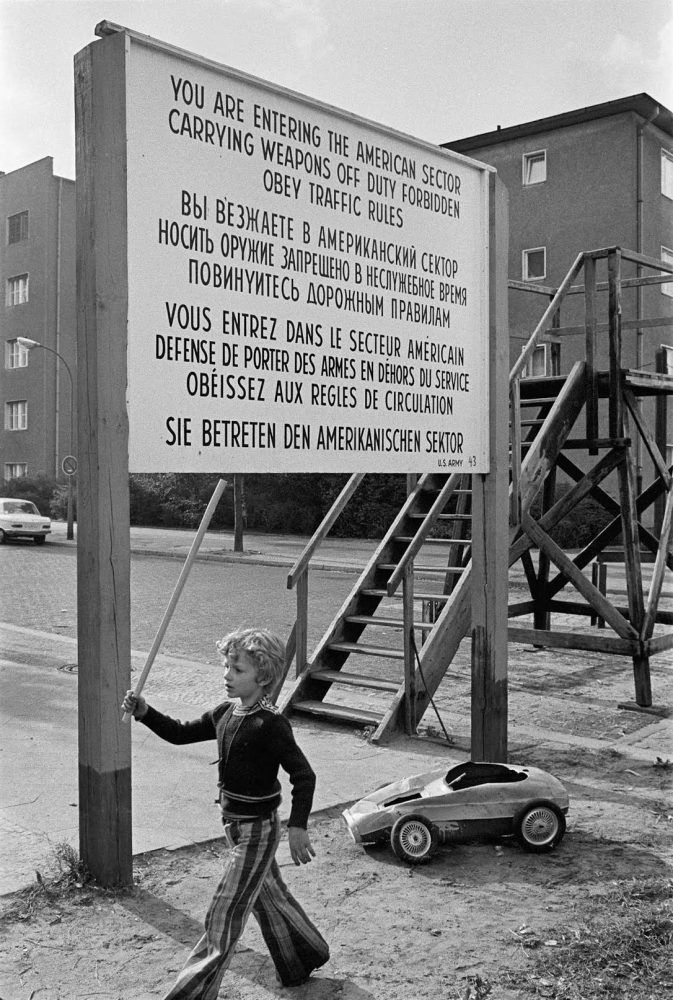 YOU ARE ENTERING THE AMERICAN SECTOR
CARRYING WEAPONS OFF DUTY FORBIDDEN
OBEY TRAFFIC RULES
ВЫ В'ЕЗЖАЕТЕ В АМЕРИКАНСКИЙ СЕКТОР
НОСИТЬ ОРУЖИЕ ЗАПРЕЩЕНО В НЕСЛУЖЕБНОЕ ВРЕМЯ
ПОВИНУИТЕСЬ ДОРОЖНЫМ ПРАВИЛАМ
VOUS ENTREZ DANS LE SECTEUR AMÉRICAIN
DEFENSE DE PORTER DES ARMES EN DÉHORS DU SERVICE
OBÉISSEZ AUX REGLES DE CIRCULATION
SIE BETRETEN DEN AMERIKANISCHEN SEKTOR
U.S. ARMY 43